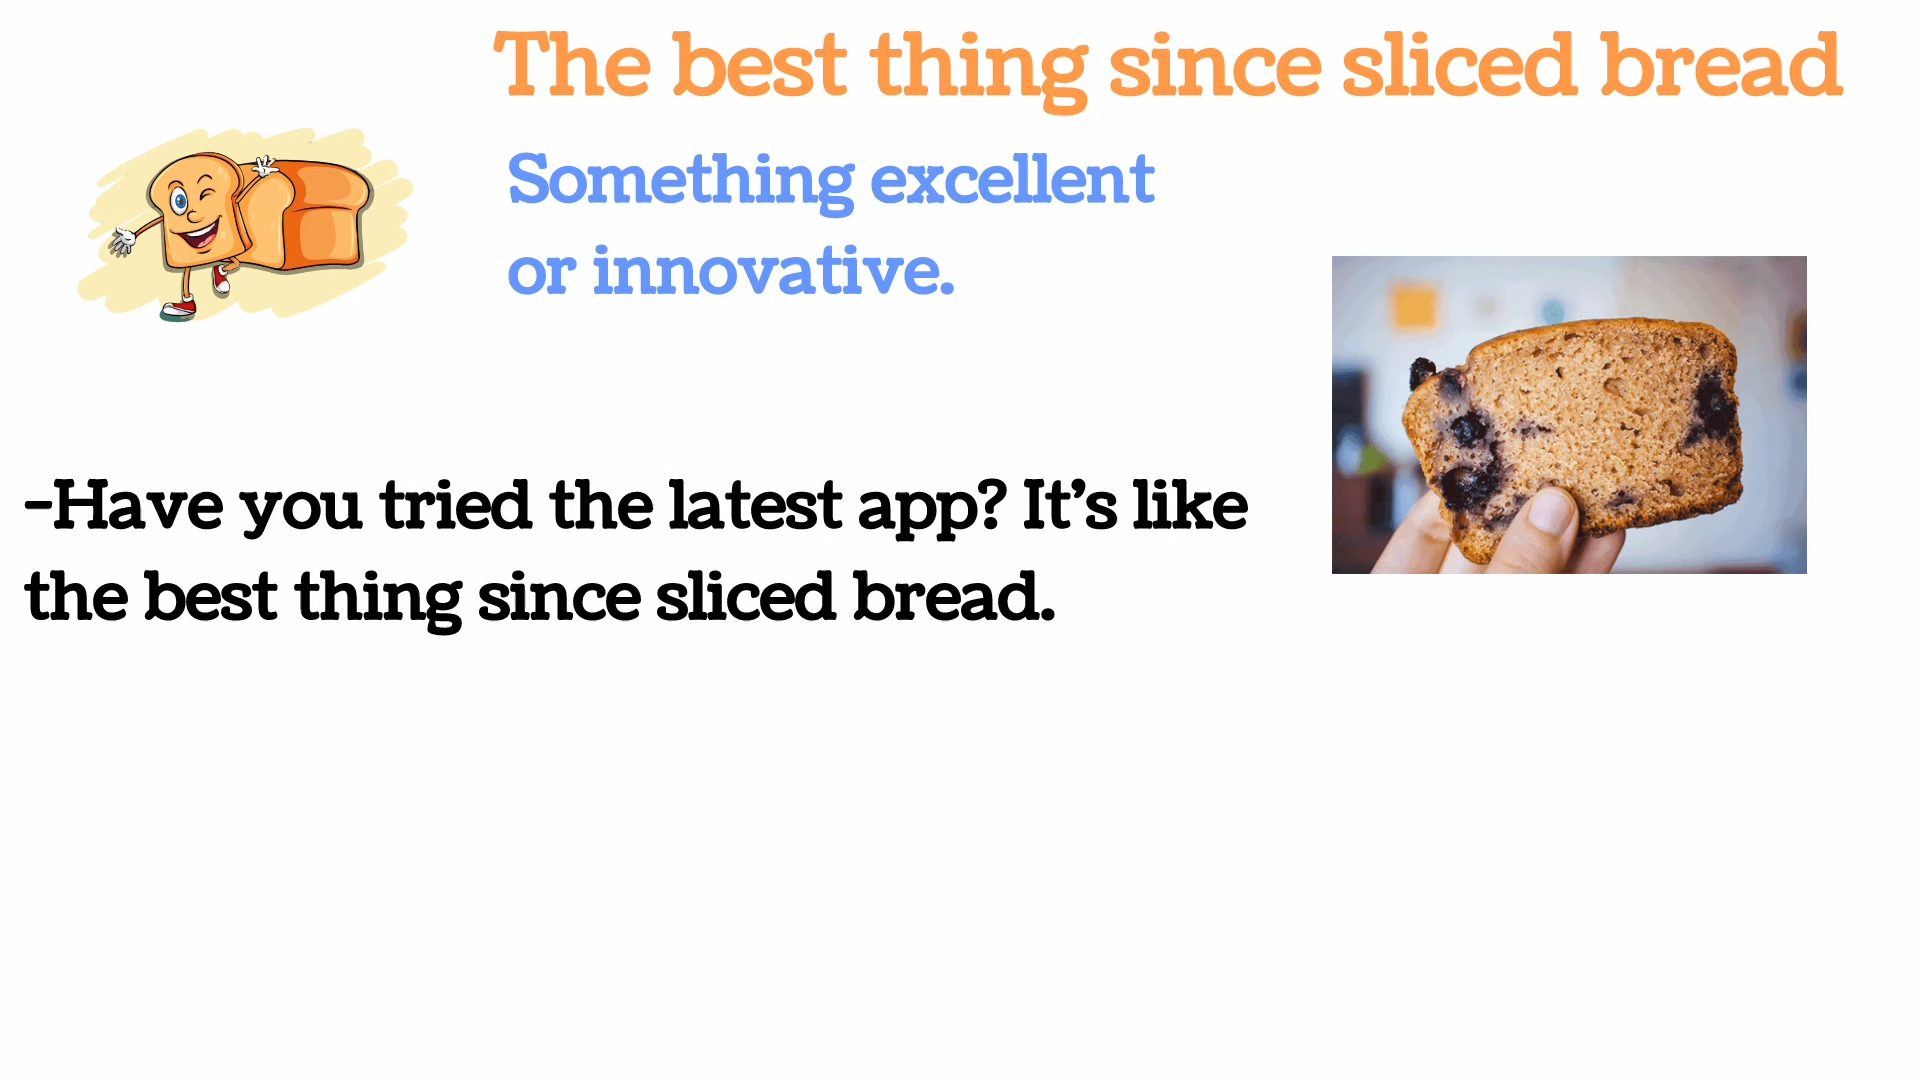 The best thing since sliced bread
Something excellent
or innovative.
-Have you tried the latest app? It’s like
the best thing since sliced bread.